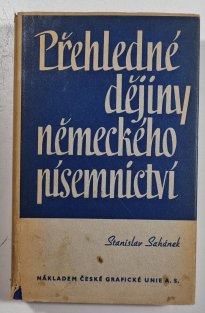 Přehledné
dějiny
německého
písemnictví
Stanislav Sahánek
NÁKLADEM ČESKÉ GRAFICKÉ UNIE A. S.